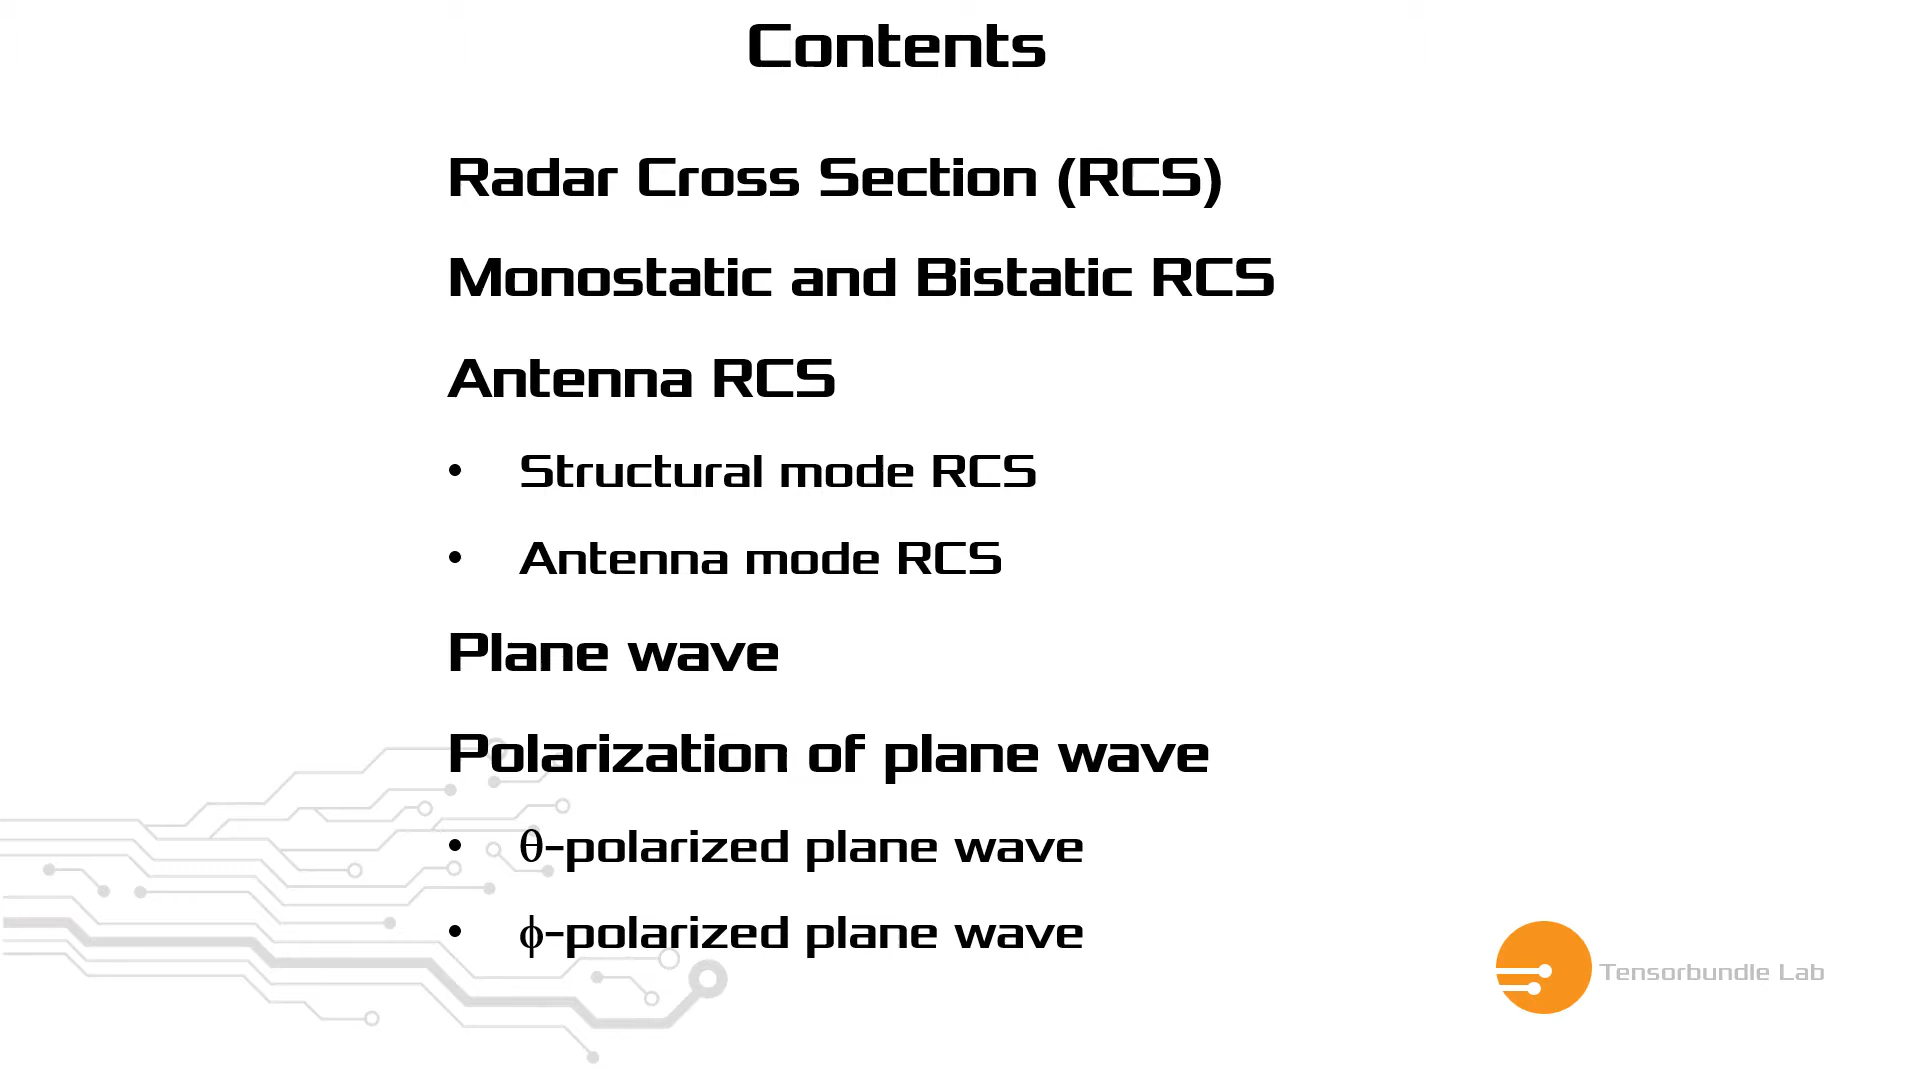 Contents
Radar Cross Section (RCS)
Monostatic and Bistatic RCS
Antenna RCS
• Structural mode RCS
• Antenna mode RCS
Plane wave
Polarization of plane wave
• θ-polarized plane wave
• ϕ-polarized plane wave
Tensorbundle Lab